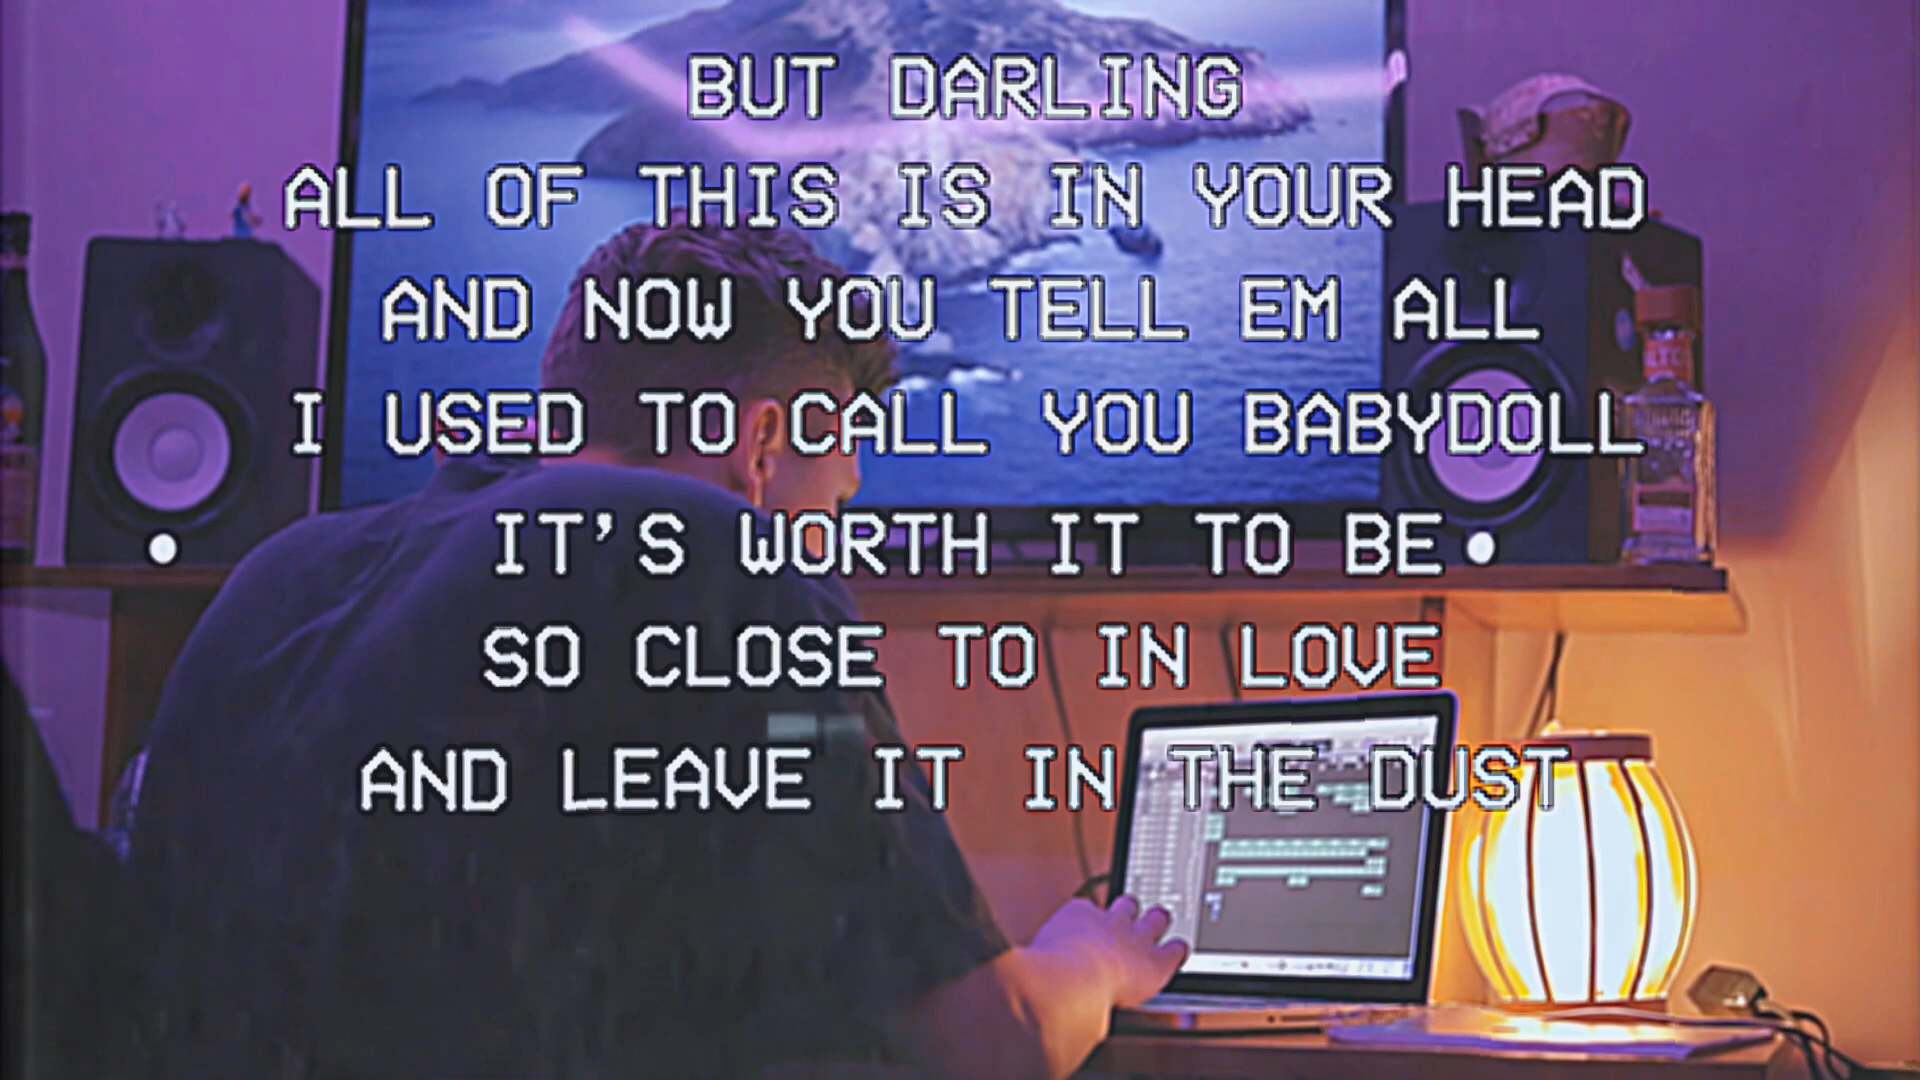 BUT DARLING
ALL OF THIS IS IN YOUR HEAD
AND NOW YOU TELL EM ALL
I USED TO CALL YOU BABYDOLL
IT'S WORTH IT TO BE
SO CLOSE TO IN LOVE
AND LEAVE IT IN THE DUST